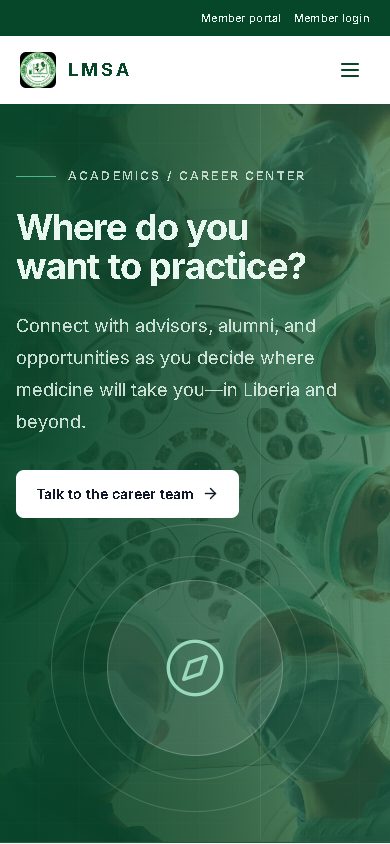 Member portal Member login
LMSA
ACADEMICS / CAREER CENTER
Where do you
want to practice?
Connect with advisors, alumni, and
opportunities as you decide where
medicine will take you—in Liberia and
beyond.
Talk to the career team →